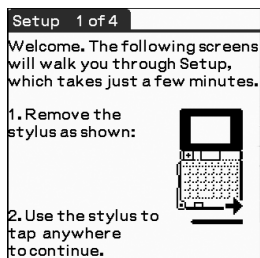 Setup 1 of 4
Welcome. The following screens
will walk you through Setup,
which takes just a few minutes.
1. Remove the
stylus as shown:
2. Use the stylus to
tap anywhere
to continue.